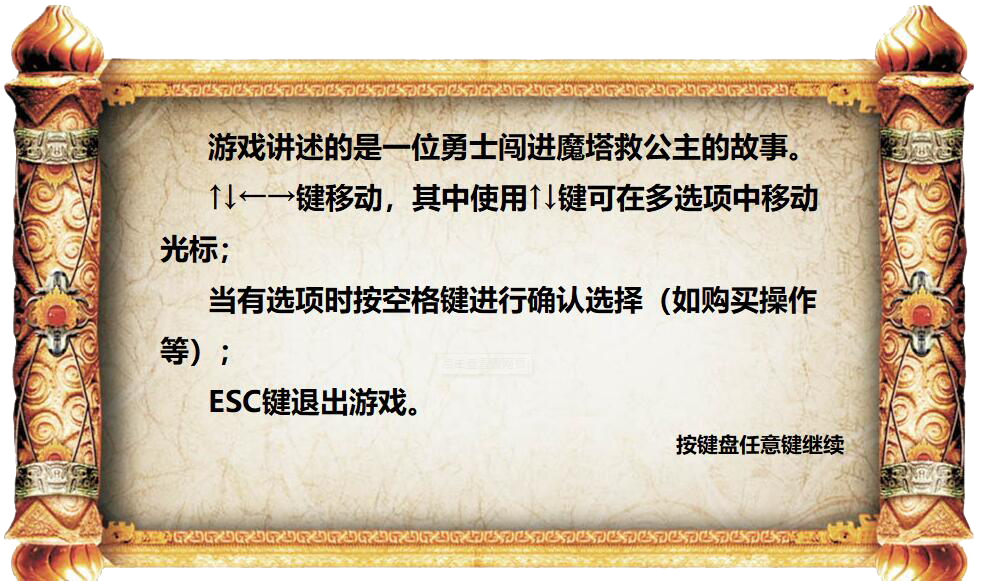 游戏讲述的是一位勇士闯进魔塔救公主的故事。
↑↓←→键移动，其中使用↑↓键可在多选项中移动
光标；
当有选项时按空格键进行确认选择（如购买操作
等）；
ESC键退出游戏。
按键盘任意键继续